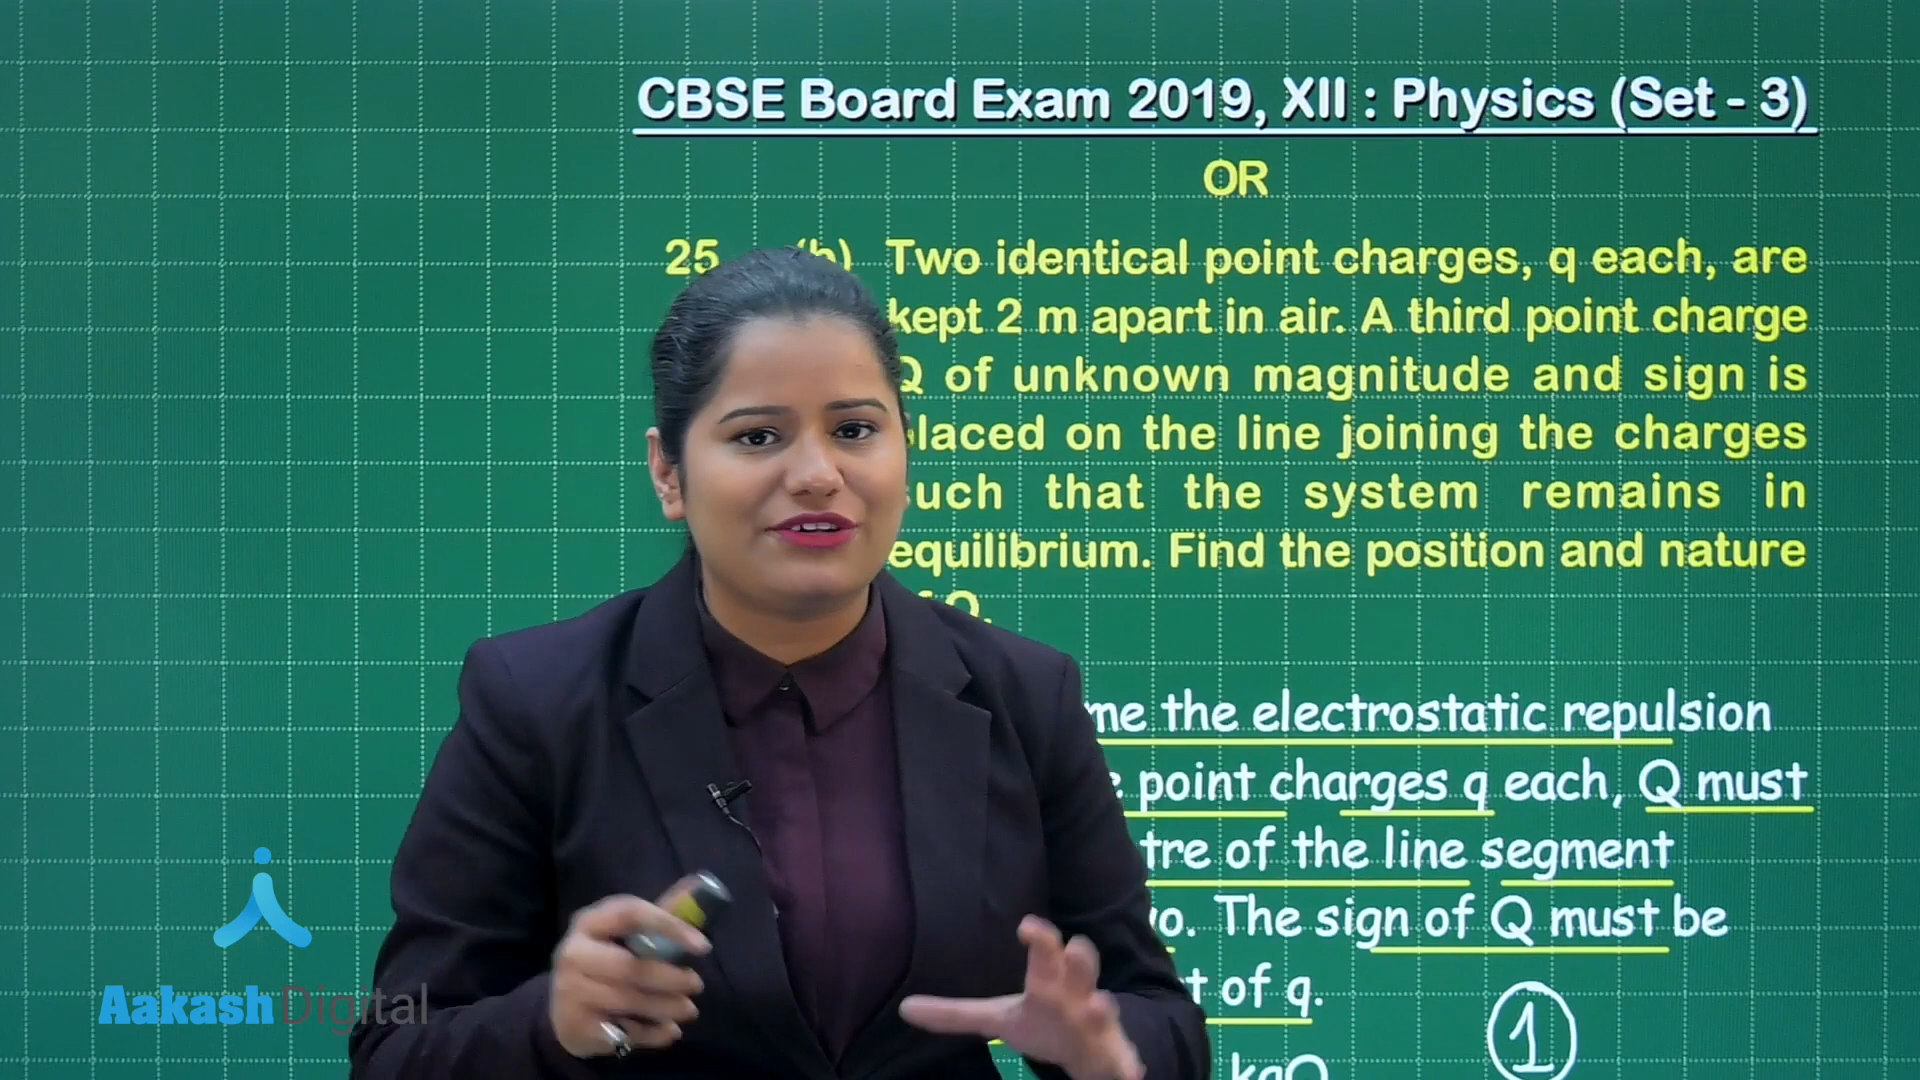 CBSE Board Exam 2019, XII : Physics (Set - 3)
OR
25. (b) Two identical point charges, q each, are
kept 2 m apart in air. A third point charge
Q of unknown magnitude and sign is
laced on the line joining the charges
uch that the system remains in
equilibrium. Find the position and nature
Q.
me the electrostatic repulsion
point charges q each, Q must
tre of the line segment
wo. The sign of Q must be
t of q.
1
kqQ
Aakash Digital